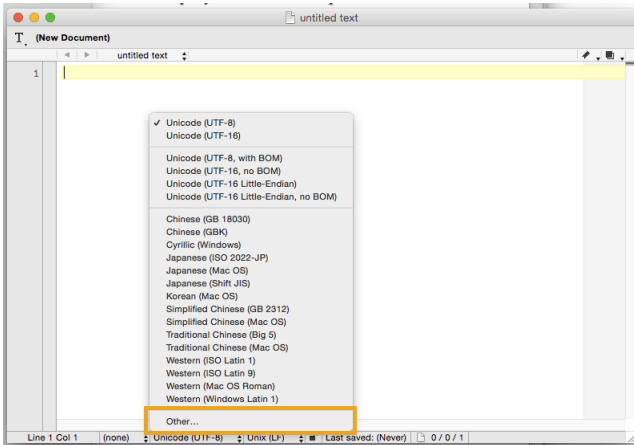 untitled text
T (New Document)
untitled text
1
✓ Unicode (UTF-8)
Unicode (UTF-16)
Unicode (UTF-8, with BOM)
Unicode (UTF-16, no BOM)
Unicode (UTF-16 Little-Endian)
Unicode (UTF-16 Little-Endian, no BOM)
Chinese (GB 18030)
Chinese (GBK)
Cyrillic (Windows)
Japanese (ISO 2022-JP)
Japanese (Mac OS)
Japanese (Shift JIS)
Korean (Mac OS)
Simplified Chinese (GB 2312)
Simplified Chinese (Mac OS)
Traditional Chinese (Big 5)
Traditional Chinese (Mac OS)
Western (ISO Latin 1)
Western (ISO Latin 9)
Western (Mac OS Roman)
Western (Windows Latin 1)
Other...
Line 1 Col 1 (none) Unicode (UTF-8) Unix (LF) Last saved: (Never) 0 / 0 / 1